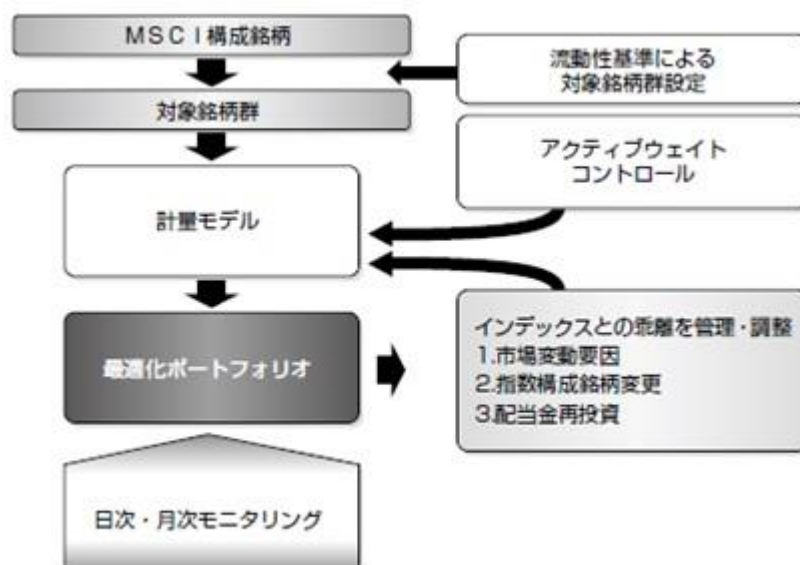 MSCI構成銘柄
流動性基準による
対象銘柄群設定
対象銘柄群
アクティブウェイト
コントロール
計量モデル
最適化ポートフォリオ
インデックスとの乖離を管理・調整
1.市場変動要因
2.指数構成銘柄変更
3.配当金再投資
日次・月次モニタリング